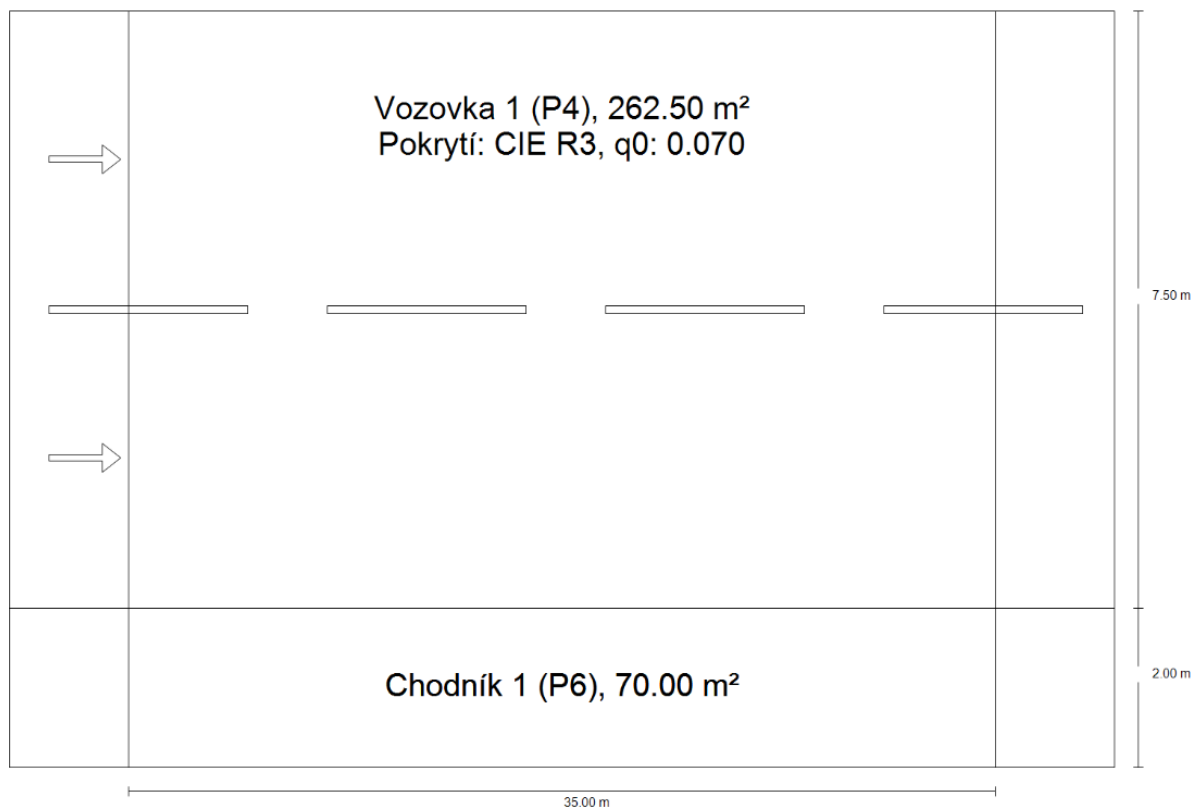 Vozovka 1 (P4), 262.50 m²
Pokrytí: CIE R3, q0: 0.070
7.50 m
Chodník 1 (P6), 70.00 m²
2.00 m
35.00 m